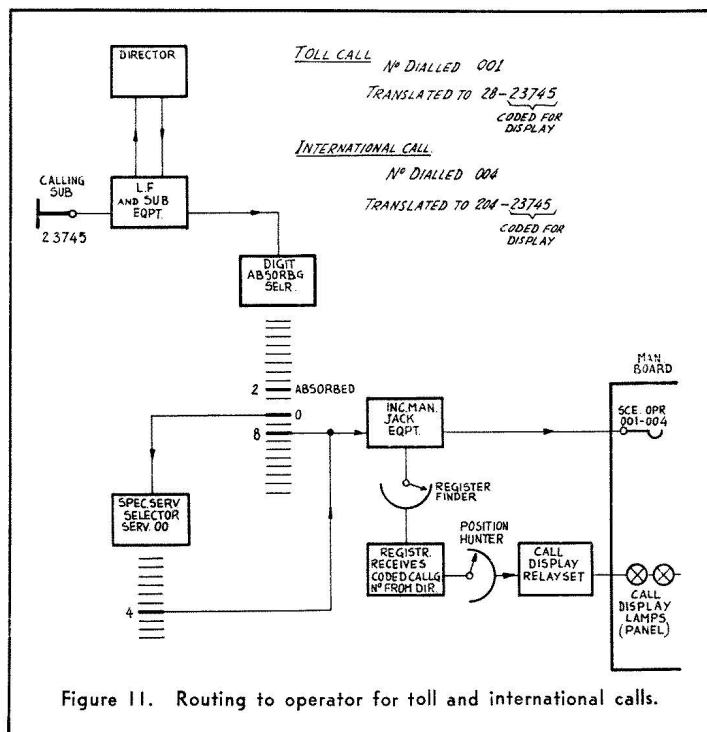 DIRECTOR
TOLL CALL
Nº DIALLED 001
TRANSLATED TO 28-23745
CODED FOR
DISPLAY
INTERNATIONAL CALL.
Nº DIALLED 004
TRANSLATED TO 204-23745
CODED FOR
DISPLAY
CALLING
SUB
23745
L.F
AND SUB
EQPT.
DIGIT
ABSORBG
SELR.
2 ABSORBED
0
8
INC. MAN.
JACK
EQPT.
MAN.
BOARD
SCE. OPR
001-004
REGISTER
FINDER
SPEC. SERV
SELECTOR
SERV. 00
4
REGISTR.
RECEIVES
CODED CALLG
Nº FROM DIR.
POSITION
HUNTER
CALL
DISPLAY
RELAY SET
CALL
DISPLAY
LAMPS
(PANEL)
Figure 11. Routing to operator for toll and international calls.